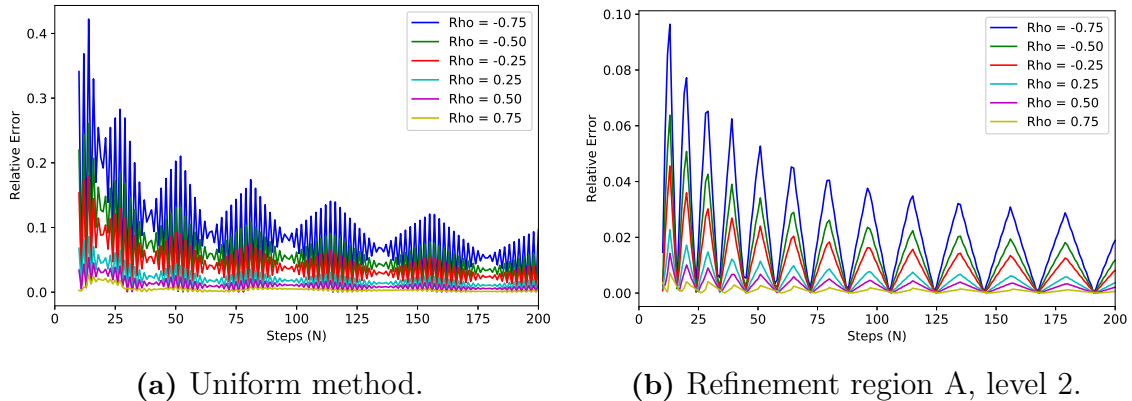 0.4
0.3
0.2
0.1
0.0
Relative Error
0 25 50 75 100 125 150 175 200
Steps (N)
Rho = -0.75
Rho = -0.50
Rho = -0.25
Rho = 0.25
Rho = 0.50
Rho = 0.75
(a) Uniform method.
0.10
0.08
0.06
0.04
0.02
0.00
Relative Error
0 25 50 75 100 125 150 175 200
Steps (N)
Rho = -0.75
Rho = -0.50
Rho = -0.25
Rho = 0.25
Rho = 0.50
Rho = 0.75
(b) Refinement region A, level 2.